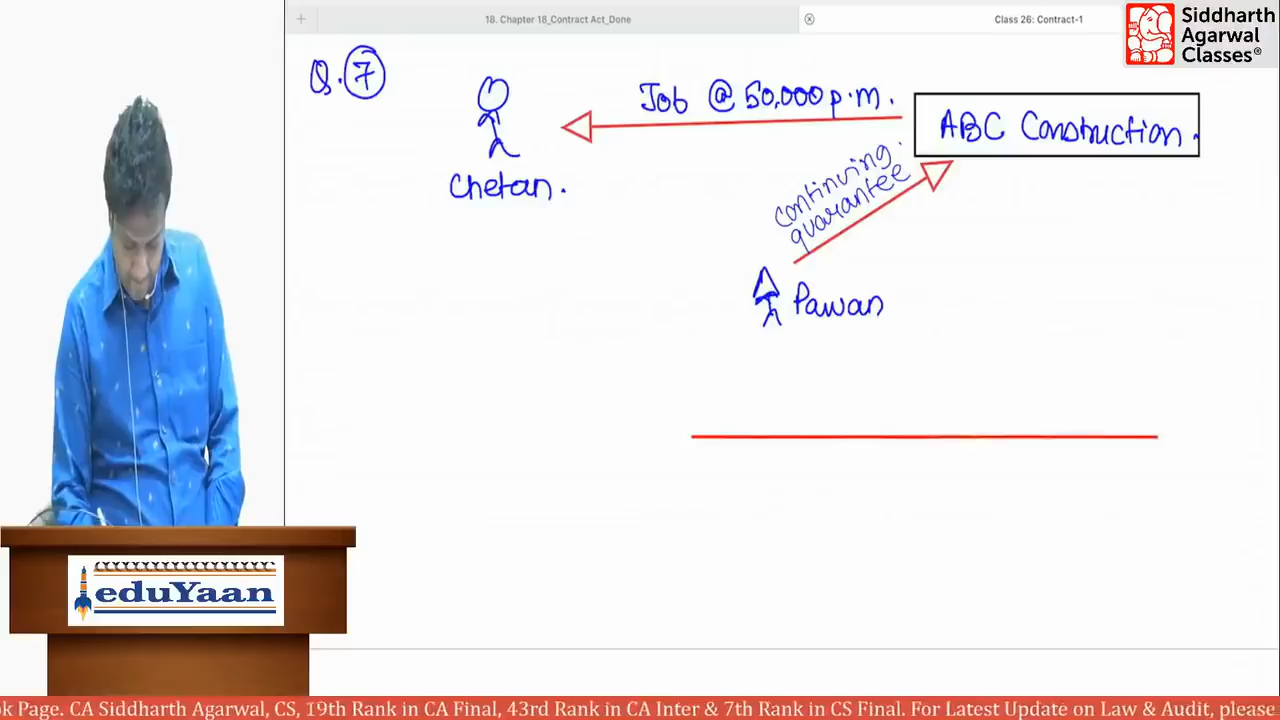 18. Chapter 18_Contract Act_Done
Class 26: Contract-1
Siddharth
Agarwal
Classes®
Q. 7
Job @ 50,000 p.m.
ABC Construction.
Chetan.
continuing.
guarantee
Pawan
eduYaan
ok Page. CA Siddharth Agarwal, CS, 19th Rank in CA Final, 43rd Rank in CA Inter & 7th Rank in CS Final. For Latest Update on Law & Audit, please